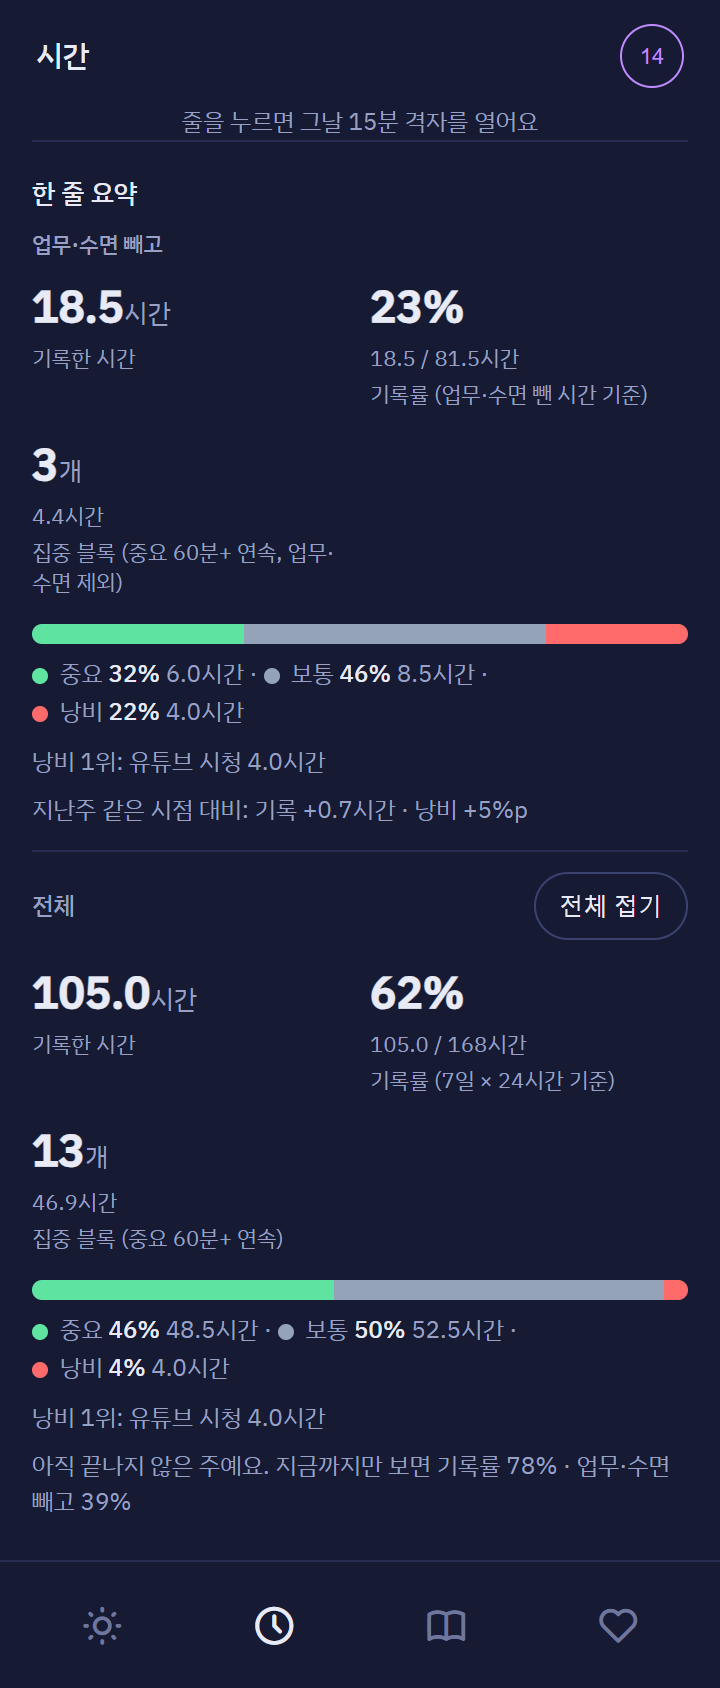 시간
14
줄을 누르면 그날 15분 격자를 열어요
한 줄 요약
업무·수면 빼고
18.5시간
기록한 시간
23%
18.5 / 81.5시간
기록률 (업무·수면 뺀 시간 기준)
3개
4.4시간
집중 블록 (중요 60분+ 연속, 업무·
수면 제외)
중요 32% 6.0시간 · 보통 46% 8.5시간 ·
낭비 22% 4.0시간
낭비 1위: 유튜브 시청 4.0시간
지난주 같은 시점 대비: 기록 +0.7시간 · 낭비 +5%p
전체
전체 접기
105.0시간
기록한 시간
62%
105.0 / 168시간
기록률 (7일 × 24시간 기준)
13개
46.9시간
집중 블록 (중요 60분+ 연속)
중요 46% 48.5시간 · 보통 50% 52.5시간 ·
낭비 4% 4.0시간
낭비 1위: 유튜브 시청 4.0시간
아직 끝나지 않은 주예요. 지금까지만 보면 기록률 78% · 업무·수면
빼고 39%